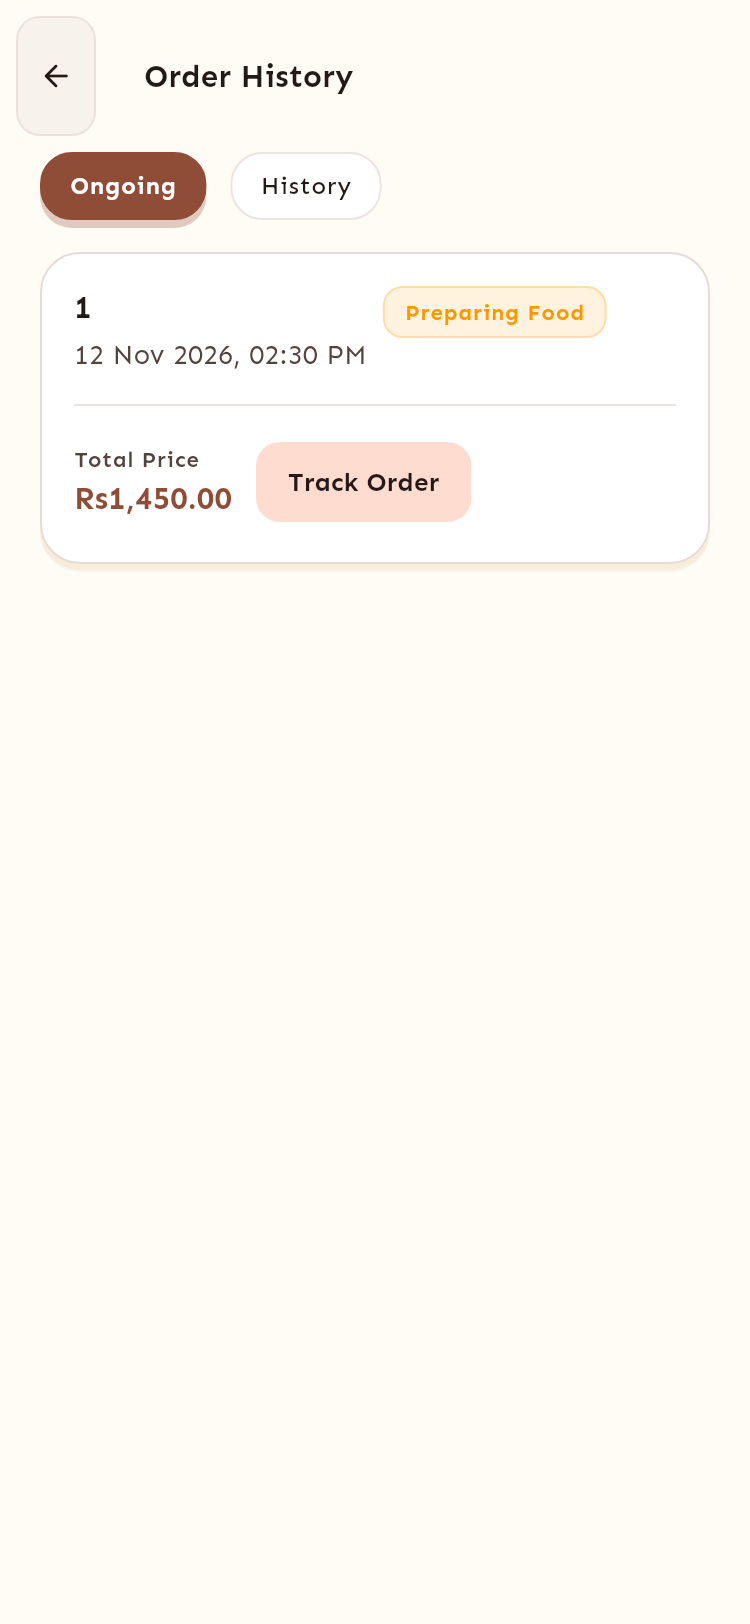 Order History
Ongoing
History
1
Preparing Food
12 Nov 2026, 02:30 PM
Total Price
Rs1,450.00
Track Order